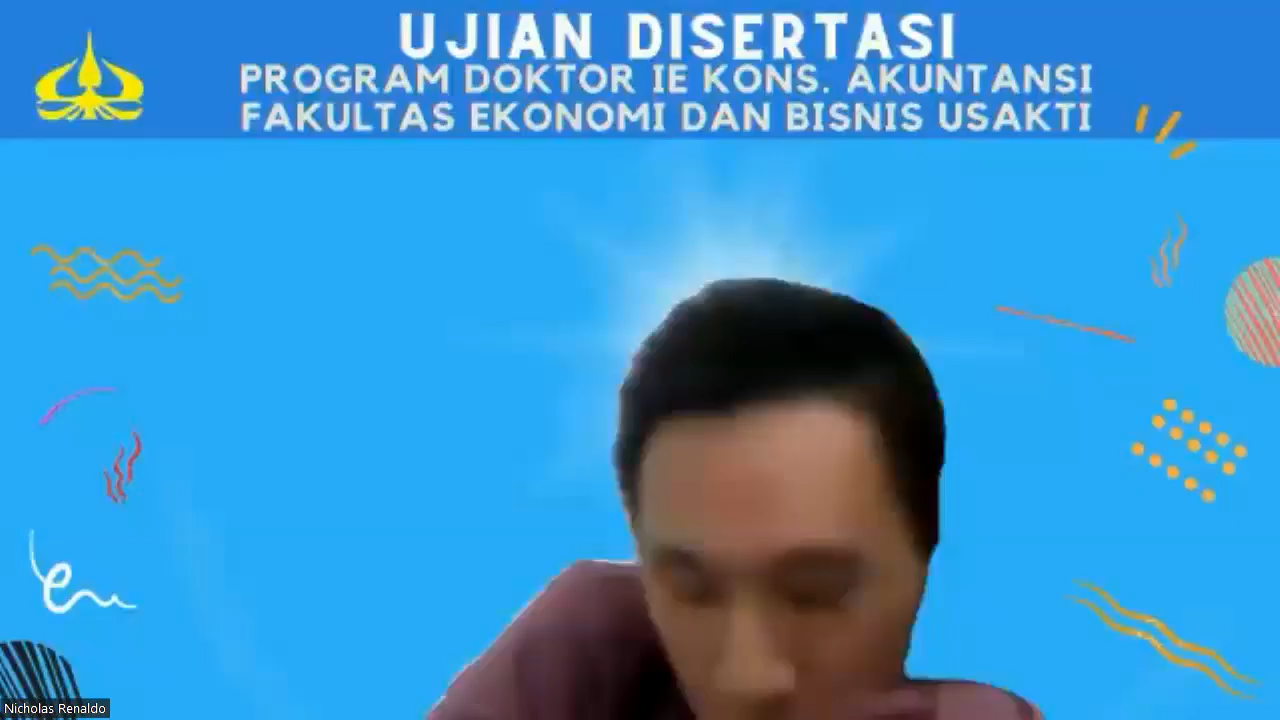 UJIAN DISERTASI
PROGRAM DOKTOR IE KONS. AKUNTANSI
FAKULTAS EKONOMI DAN BISNIS USAKTI
Nicholas Renaldo